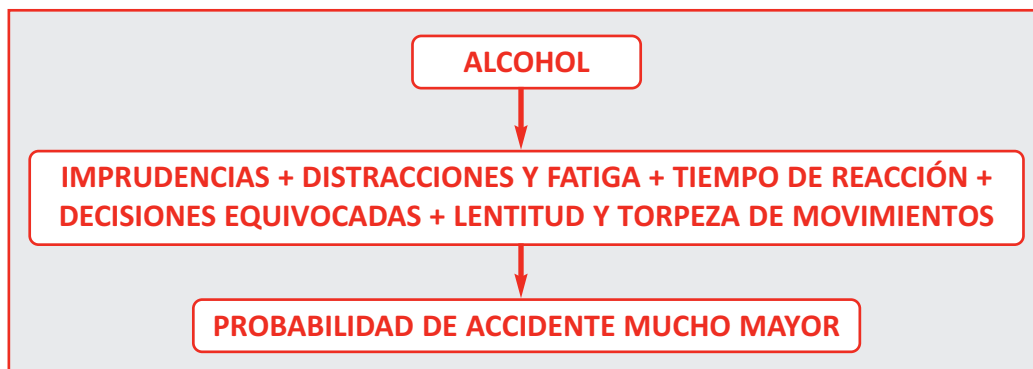 ALCOHOL
IMPRUDENCIAS + DISTRACCIONES Y FATIGA + TIEMPO DE REACCIÓN +
DECISIONES EQUIVOCADAS + LENTITUD Y TORPEZA DE MOVIMIENTOS
PROBABILIDAD DE ACCIDENTE MUCHO MAYOR